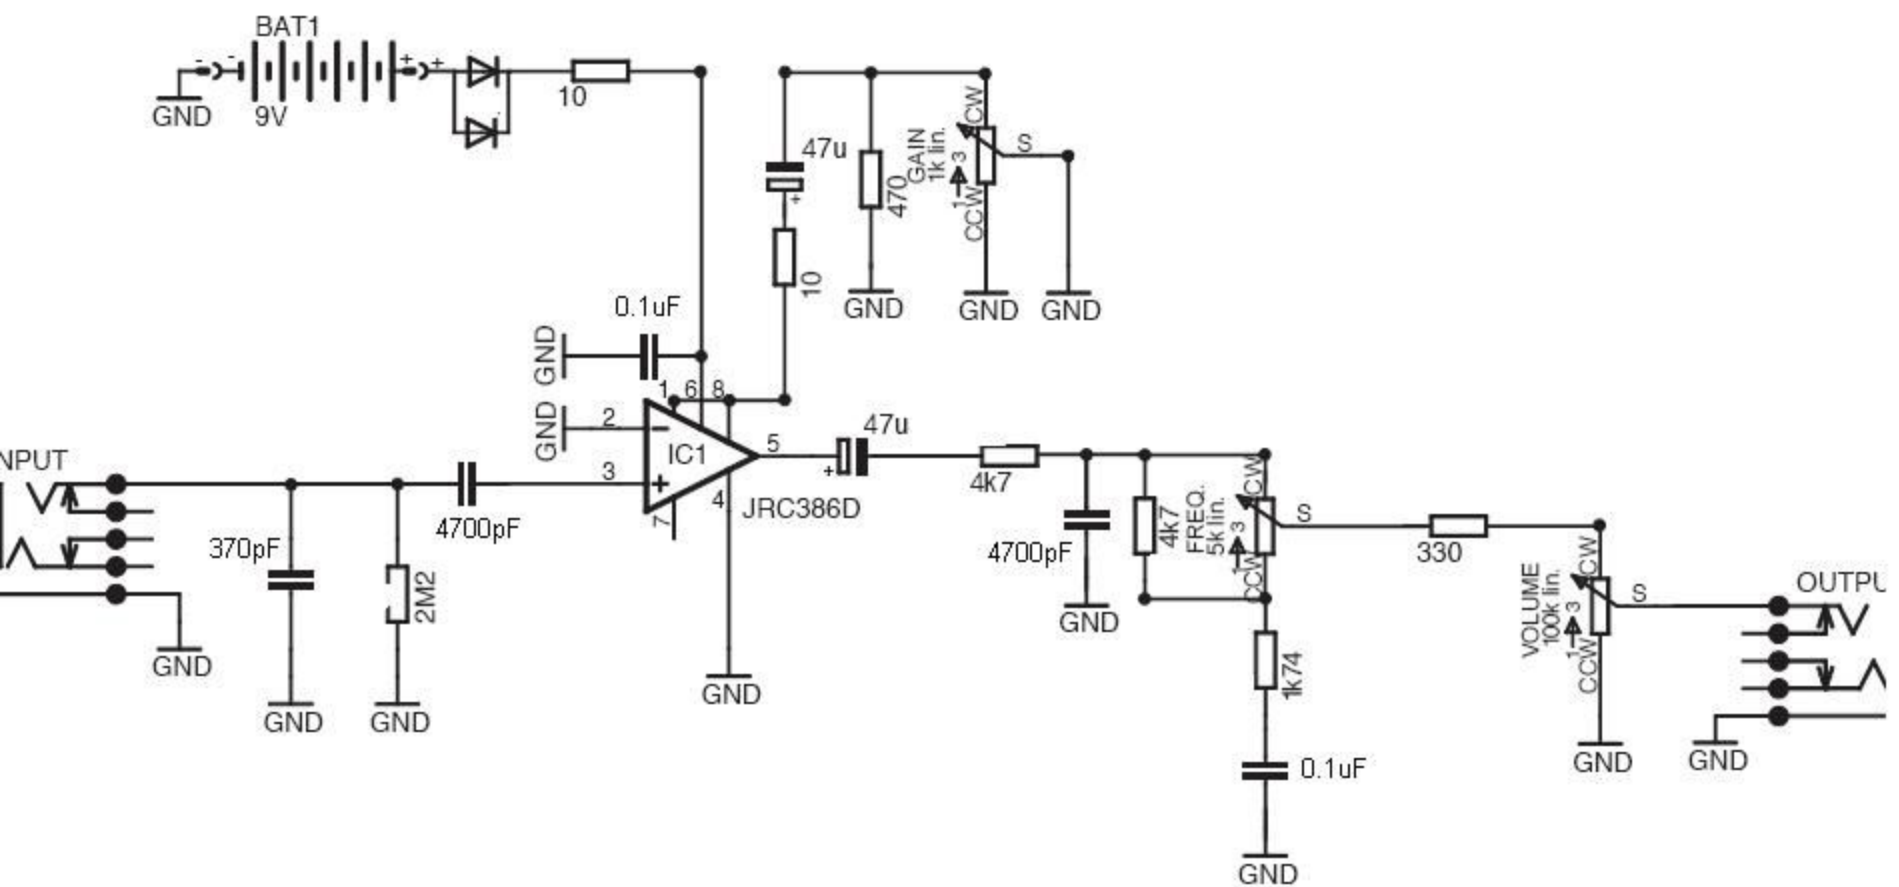 BAT1
- - + +
GND
9V
10
47u
+
10
470
GAIN
1k lin.
CW
3
1
CCW
S
GND
GND
GND
0.1uF
GND
GND
1 6 8
2
3
IC1
-
+
5
4
7
JRC386D
NPUT
370pF
2M2
4700pF
GND
GND
GND
GND
47u
+
4k7
4700pF
GND
4k7
FREQ.
5k lin.
CW
3
1
CCW
S
330
1k74
0.1uF
GND
VOLUME
100k lin.
CW
3
1
CCW
S
GND
OUTPU
GND